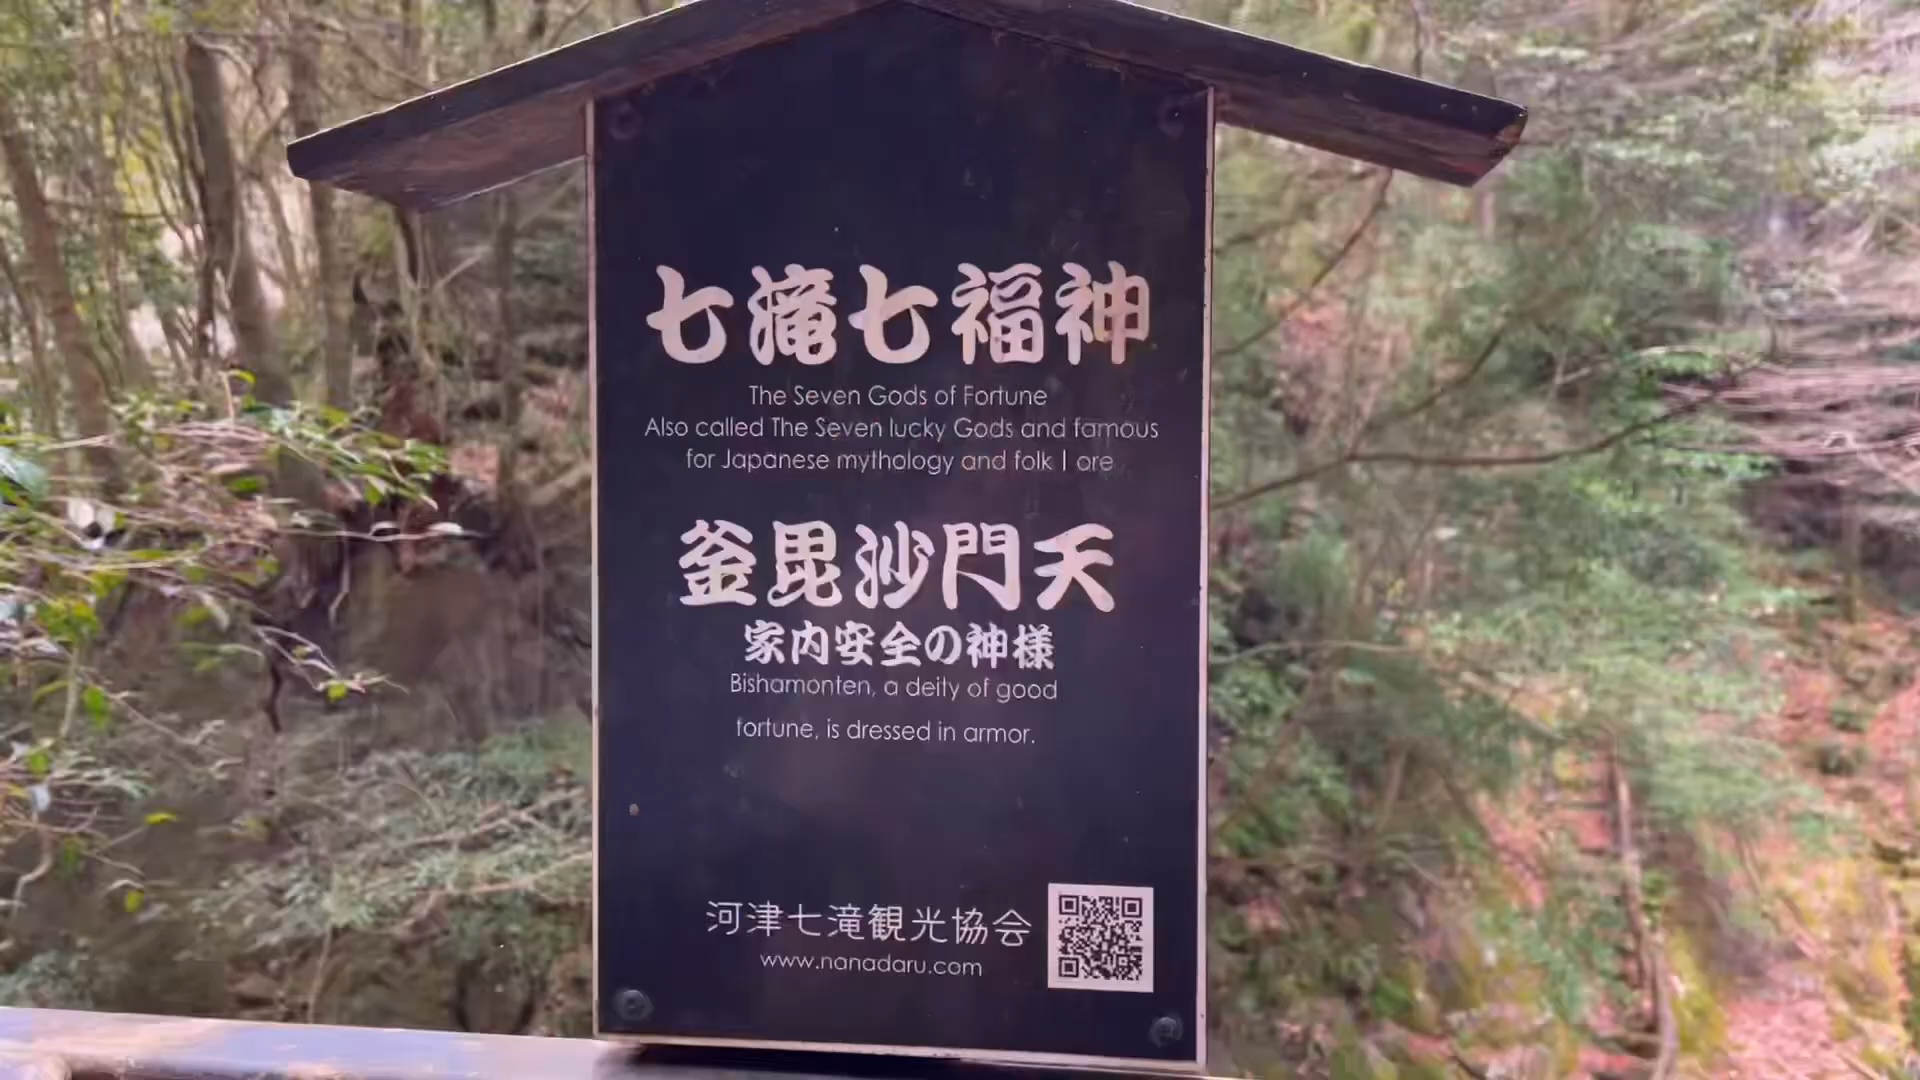 七滝七福神
The Seven Gods of Fortune
Also called The Seven lucky Gods and famous
for Japanese mythology and folk l ore
釜毘沙門天
家内安全の神様
Bishamonten, a deity of good
fortune, is dressed in armor.
河津七滝観光協会
www.nanadaru.com